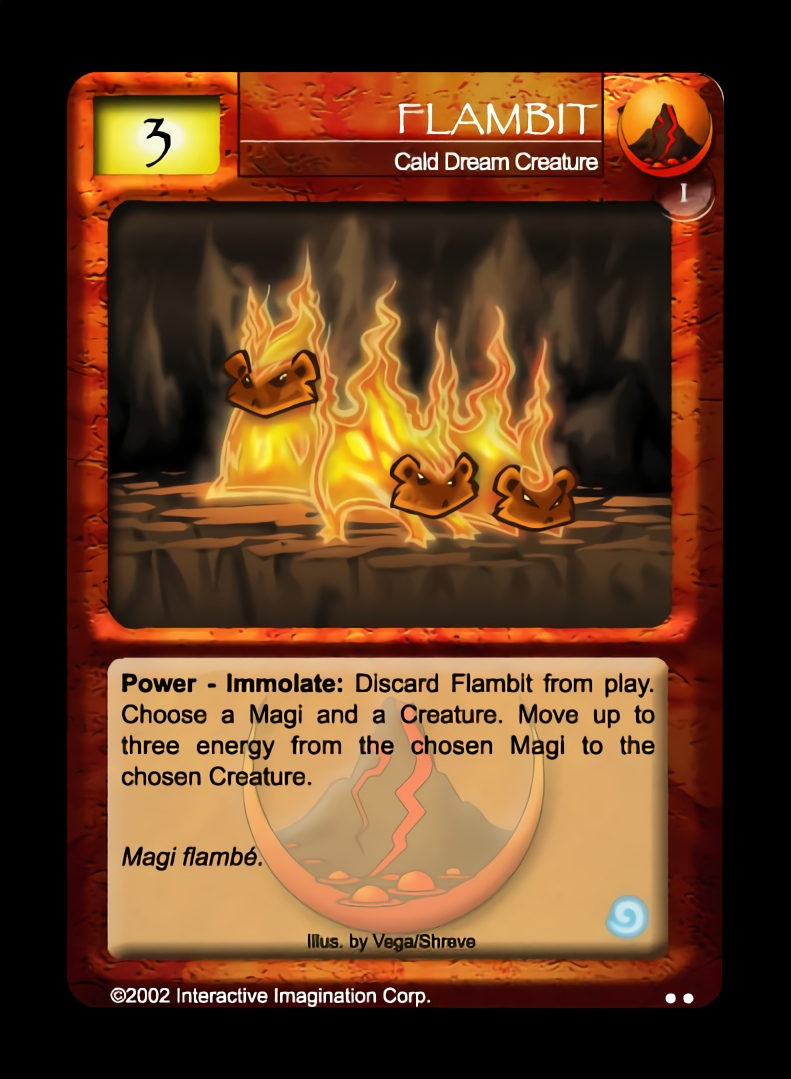 3
FLAMBIT
Cald Dream Creature
I
Power - Immolate: Discard Flambit from play.
Choose a Magi and a Creature. Move up to
three energy from the chosen Magi to the
chosen Creature.
Magi flambé.
Illus. by Vega/Shreve
©2002 Interactive Imagination Corp.